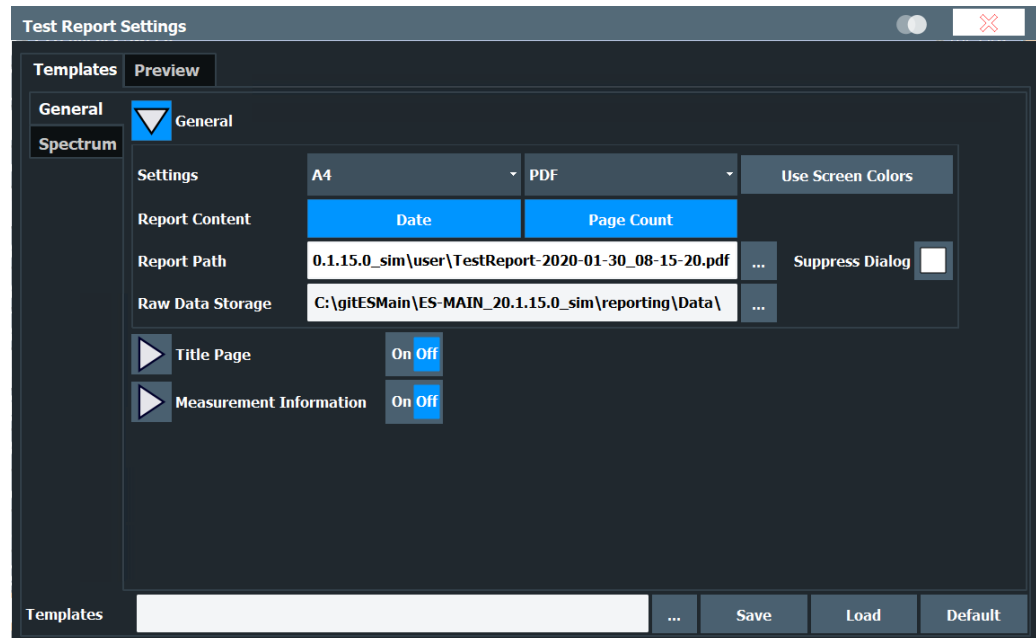 Test Report Settings
Templates Preview
General
Spectrum
General
Settings A4 PDF Use Screen Colors
Report Content Date Page Count
Report Path 0.1.15.0_sim\user\TestReport-2020-01-30_08-15-20.pdf ... Suppress Dialog
Raw Data Storage C:\gitESMain\ES-MAIN_20.1.15.0_sim\reporting\Data\ ...
Title Page On Off
Measurement Information On Off
Templates ... Save Load Default